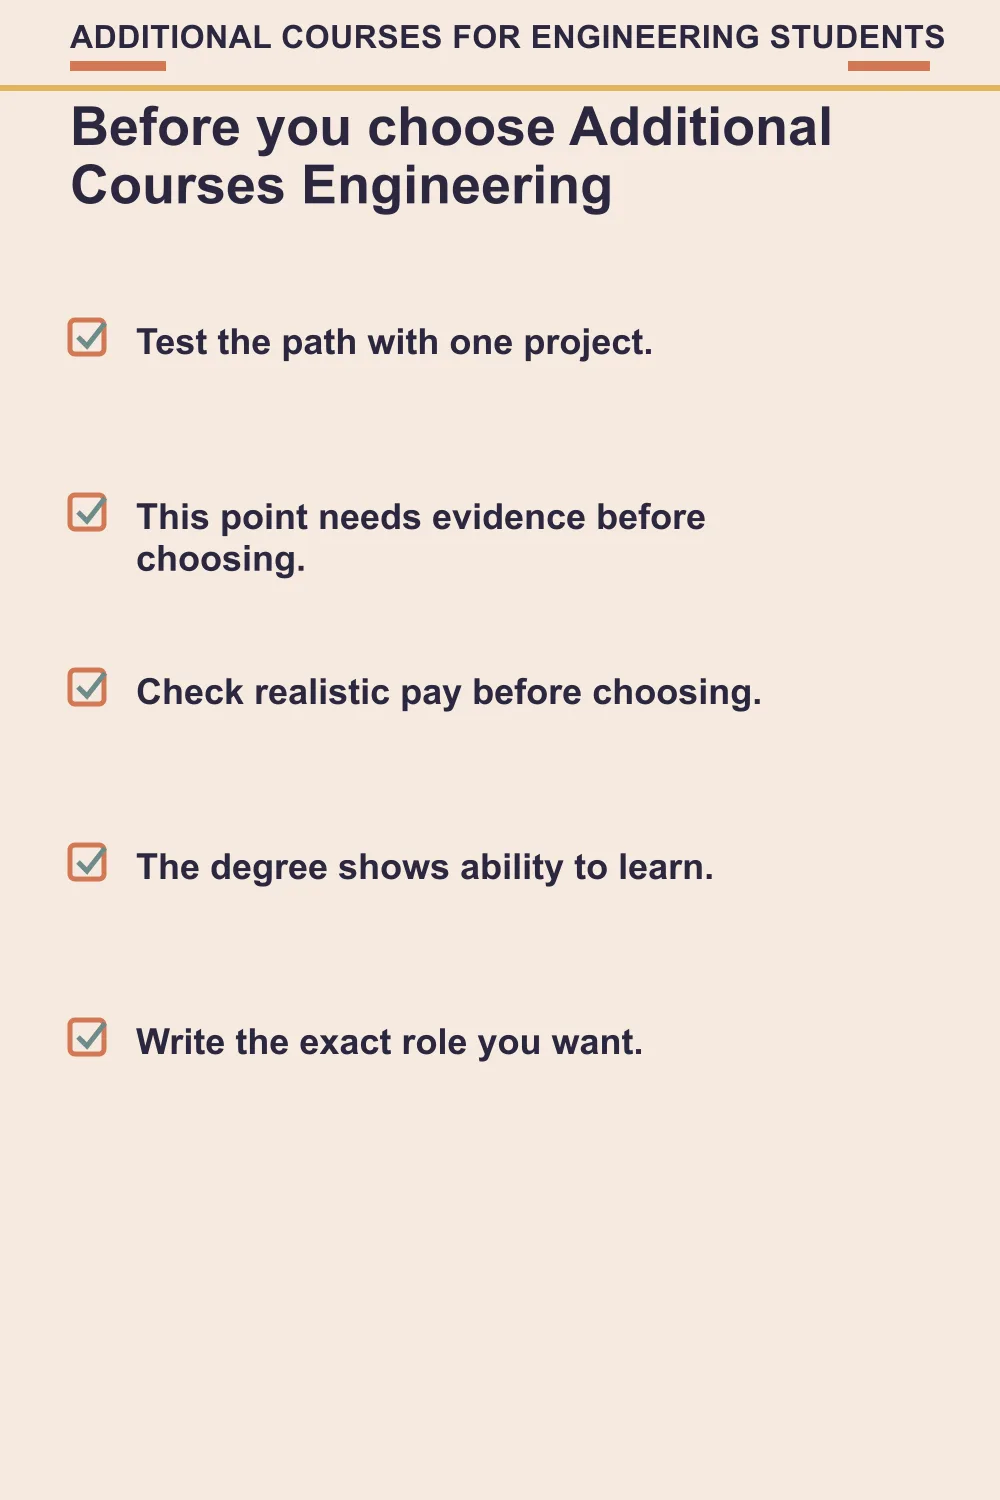 ADDITIONAL COURSES FOR ENGINEERING STUDENTS
Before you choose Additional
Courses Engineering
Test the path with one project.
This point needs evidence before
choosing.
Check realistic pay before choosing.
The degree shows ability to learn.
Write the exact role you want.